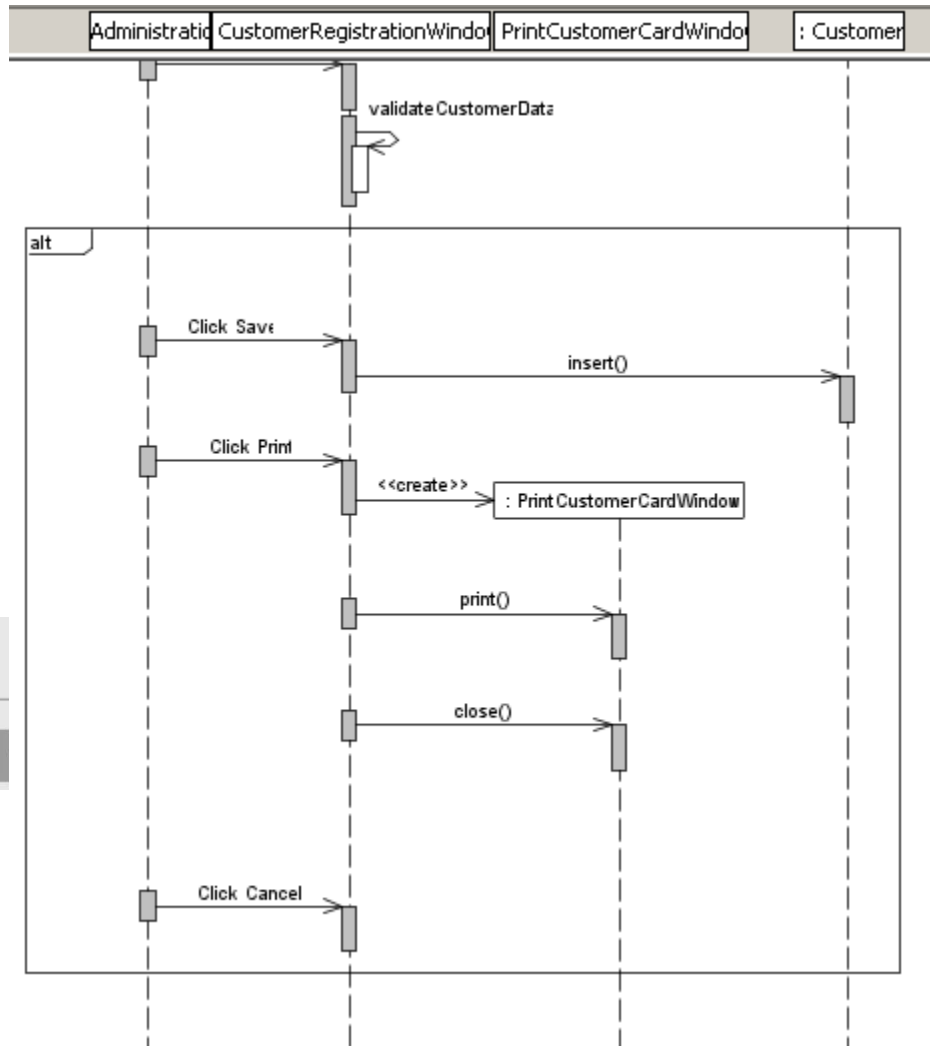 Administratio
CustomerRegistrationWindo
PrintCustomerCardWindo
: Customer
validateCustomerData
alt
Click Save
insert()
Click Print
<<create>>
: PrintCustomerCardWindow
print()
close()
Click Cancel